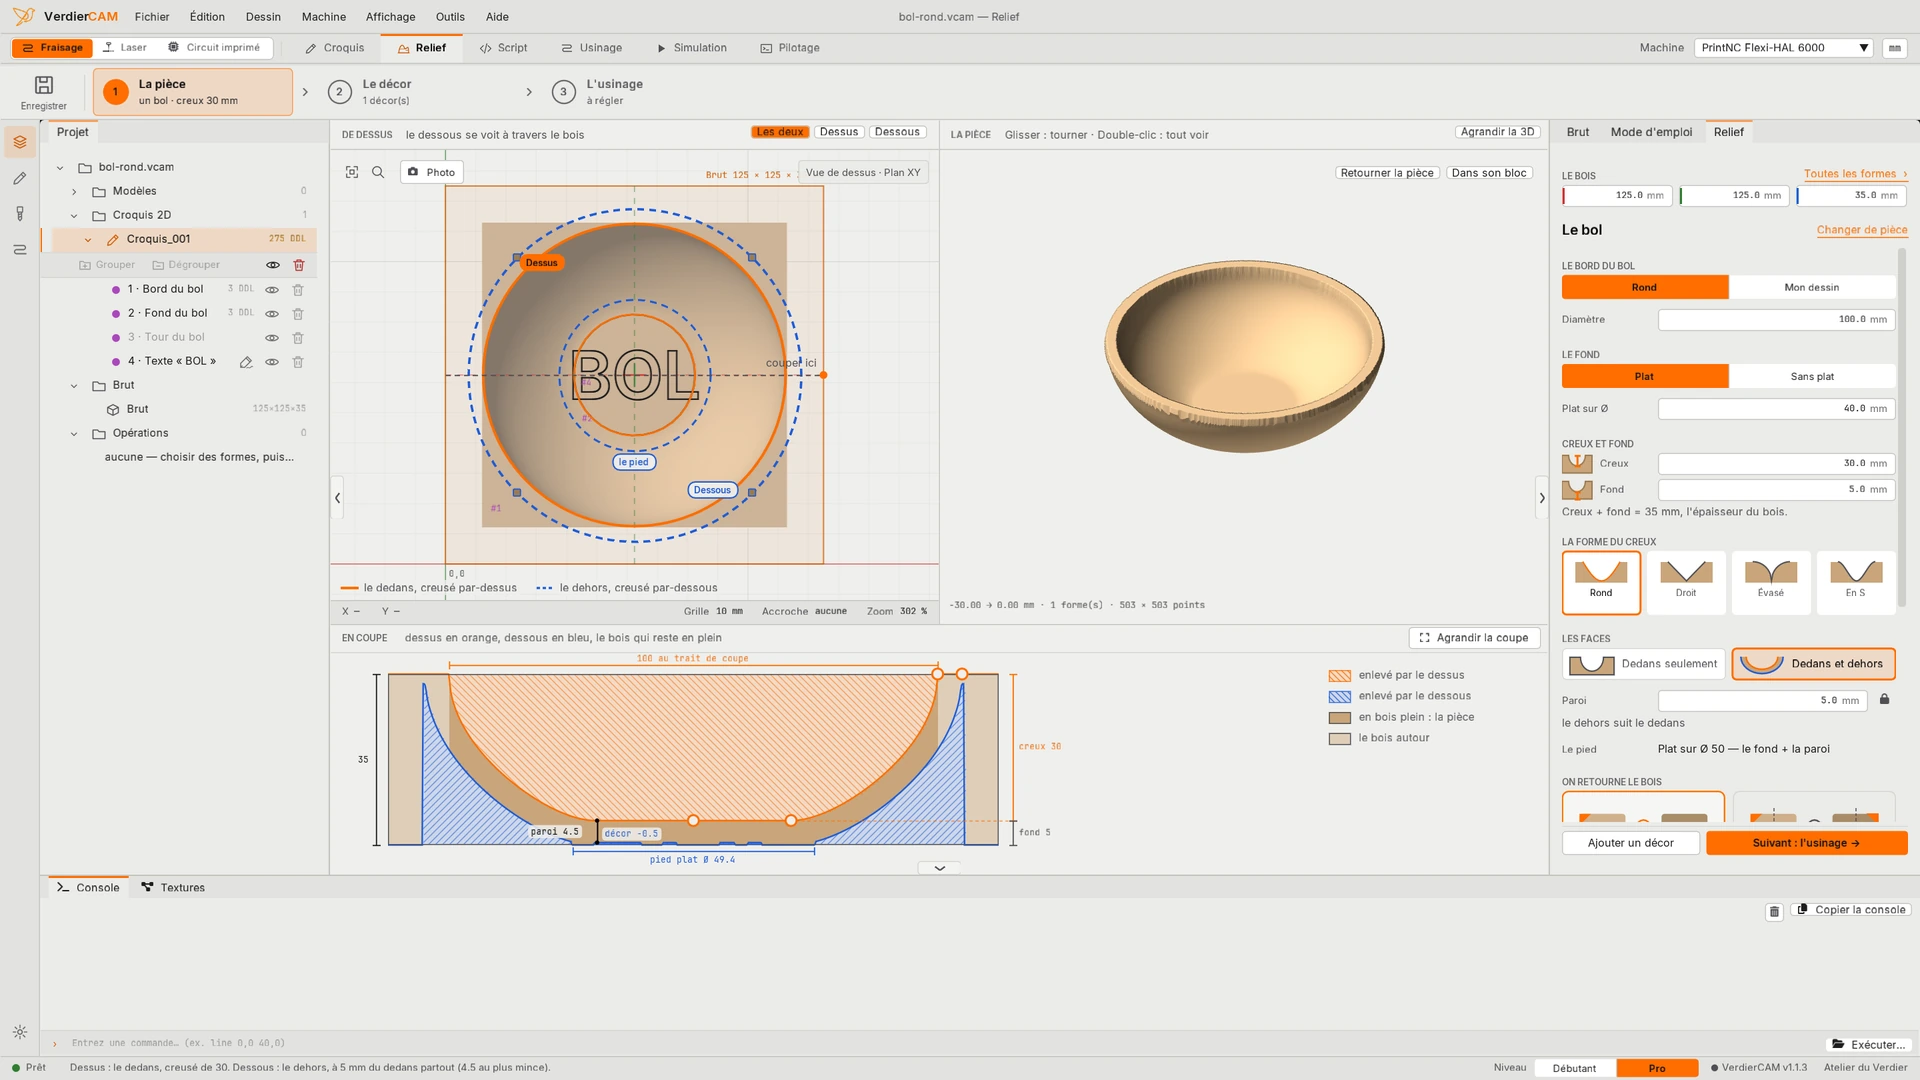 VerdierCAM Fichier Édition Dessin Machine Affichage Outils Aide
bol-rond.vcam — Relief
Fraisage Laser Circuit imprimé
Croquis Relief Script Usinage Simulation Pilotage
Machine PrintNC Flexi-HAL 6000 mm
Enregistrer
1 La pièce
un bol · creux 30 mm
2 Le décor
1 décor(s)
3 L'usinage
à régler
Projet
bol-rond.vcam
Modèles 0
Croquis 2D 1
Croquis_001 275 DDL
Grouper Dégrouper
1 · Bord du bol 3 DDL
2 · Fond du bol 3 DDL
3 · Tour du bol
4 · Texte « BOL »
Brut
Brut 125×125×35
Opérations 0
aucune — choisir des formes, puis...
DE DESSUS le dessous se voit à travers le bois
Les deux Dessus Dessous
Photo
Brut 125 × 125 ×
Vue de dessus · Plan XY
Dessus
couper ici
BOL
#4
#2
le pied
Dessous
#1
0,0
le dedans, creusé par-dessus le dehors, creusé par-dessous
X — Y — Grille 10 mm Accroche aucune Zoom 302 %
LA PIÈCE Glisser : tourner · Double-clic : tout voir
Agrandir la 3D
Retourner la pièce Dans son bloc
-30.00 → 0.00 mm · 1 forme(s) · 503 × 503 points
EN COUPE dessus en orange, dessous en bleu, le bois qui reste en plein
Agrandir la coupe
100 au trait de coupe
35
creux 30
fond 5
paroi 4.5
décor -0.5
pied plat Ø 49.4
enlevé par le dessus
enlevé par le dessous
en bois plein : la pièce
le bois autour
Brut Mode d'emploi Relief
LE BOIS Toutes les formes
125.0 mm 125.0 mm 35.0 mm
Le bol Changer de pièce
LE BORD DU BOL
Rond Mon dessin
Diamètre 100.0 mm
LE FOND
Plat Sans plat
Plat sur Ø 40.0 mm
CREUX ET FOND
Creux 30.0 mm
Fond 5.0 mm
Creux + fond = 35 mm, l'épaisseur du bois.
LA FORME DU CREUX
Rond Droit Évasé En S
LES FACES
Dedans seulement Dedans et dehors
Paroi 5.0 mm
le dehors suit le dedans
Le pied Plat sur Ø 50 — le fond + la paroi
ON RETOURNE LE BOIS
Ajouter un décor Suivant : l'usinage →
Console Textures
Copier la console
Entrez une commande… (ex. line 0,0 40,0)
Exécuter...
Prêt Dessus : le dedans, creusé de 30. Dessous : le dehors, à 5 mm du dedans partout (4.5 au plus mince).
Niveau Débutant Pro VerdierCAM v1.1.3 Atelier du Verdier